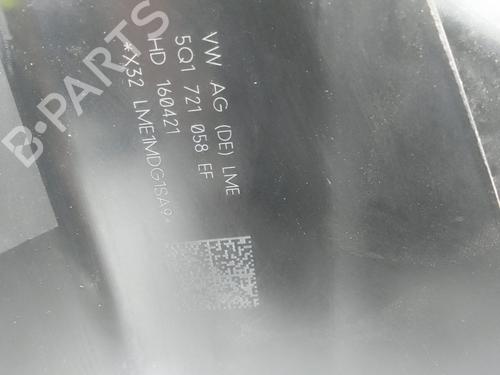 VW AG (DE) LME
5Q1 721 058 EF
HD 160421
*X32 LME1MDG1SA9*
B-PARTS